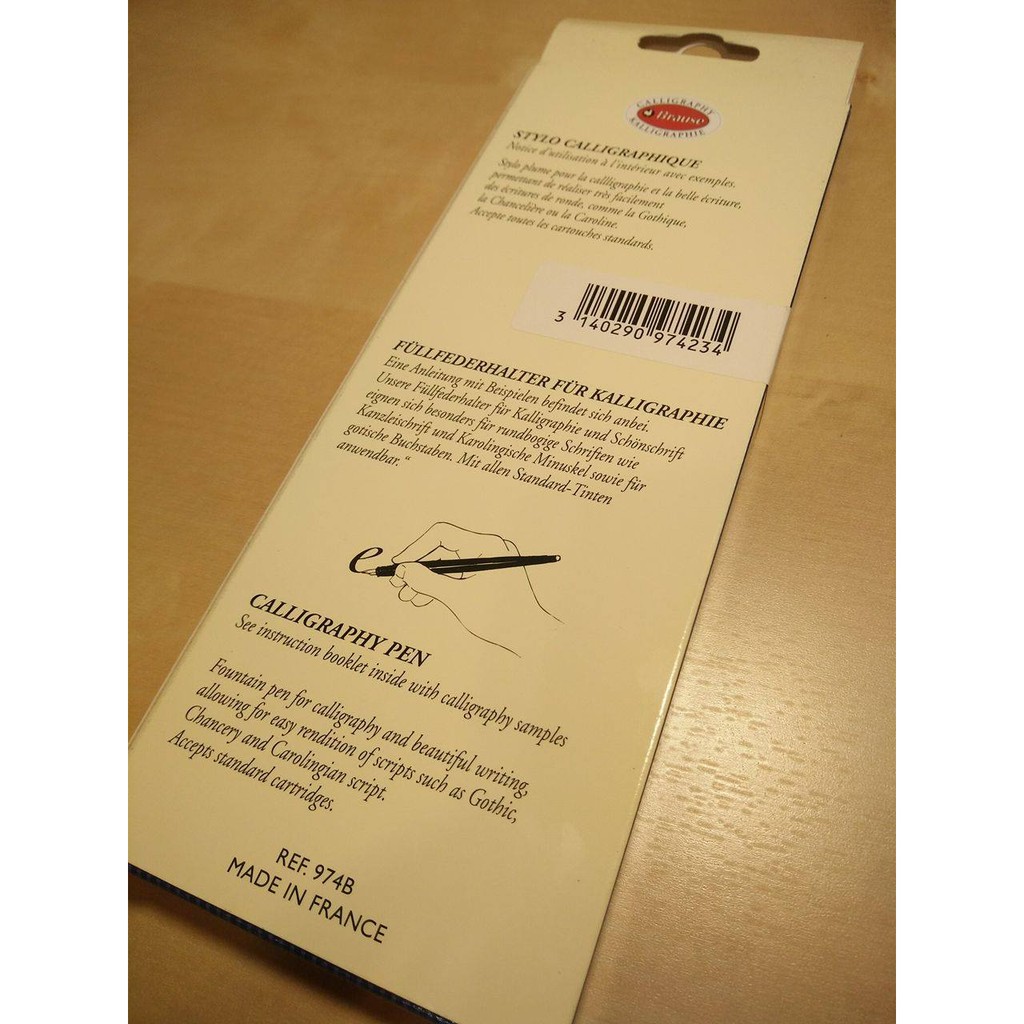 CALLIGRAPHY
Brause
KALLIGRAPHIE
STYLO CALLIGRAPHIQUE
Notice d'utilisation à l'intérieur avec exemples.
Stylo plume pour la callligraphie et la belle écriture,
permettant de réaliser très facilement
des écritures de ronde, comme la Gothique,
la Chancelière ou la Caroline.
Accepte toutes les cartouches standards.
3 140290 974234
FÜLLFEDERHALTER FÜR KALLIGRAPHIE
Eine Anleitung mit Beispielen befindet sich anbei.
Unsere Füllfederhalter für Kalligraphie und Schönschrift
eignen sich besonders für rundbogige Schriften wie
Kanzleischrift und Karolingische Minuskel sowie für
gotische Buchstaben. Mit allen Standard-Tinten
anwendbar. “
e
CALLIGRAPHY PEN
See instruction booklet inside with calligraphy samples
Fountain pen for calligraphy and beautiful writing,
allowing for easy rendition of scripts such as Gothic,
Chancery and Carolingian script.
Accepts standard cartridges.
REF. 974B
MADE IN FRANCE